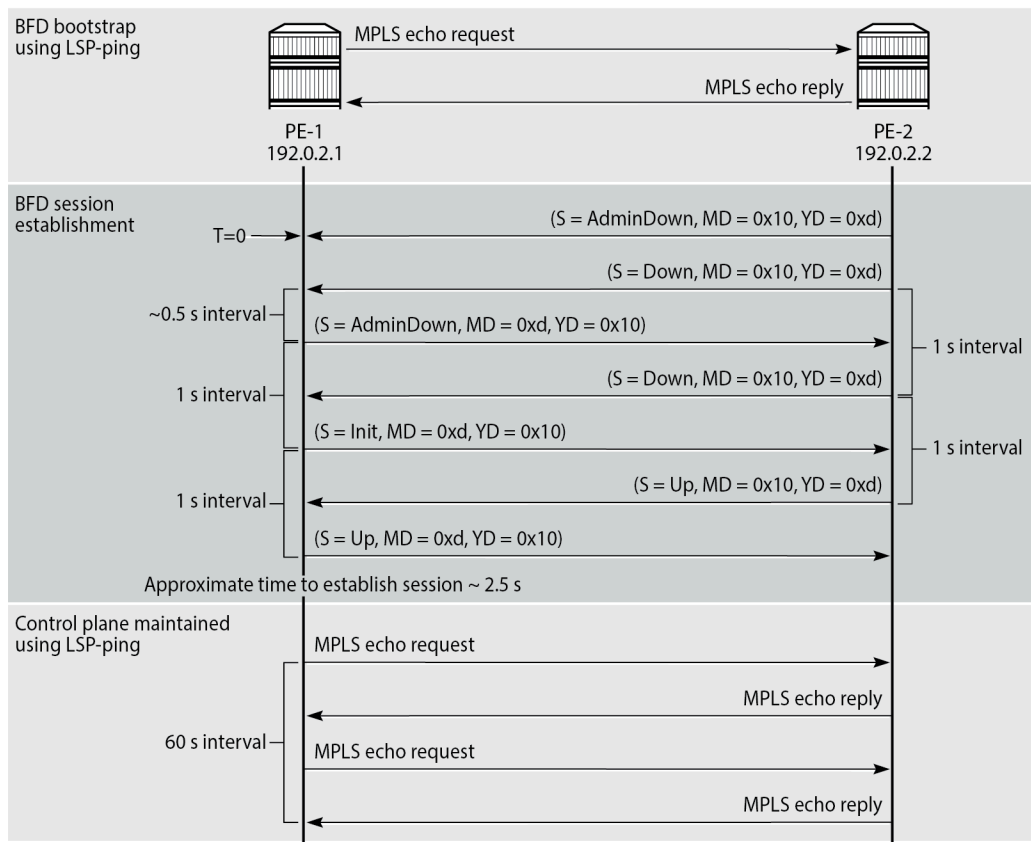 BFD bootstrap
using LSP-ping
MPLS echo request
MPLS echo reply
PE-1
192.0.2.1
PE-2
192.0.2.2
BFD session
establishment
(S = AdminDown, MD = 0x10, YD = 0xd)
T=0
(S = Down, MD = 0x10, YD = 0xd)
~0.5 s interval
(S = AdminDown, MD = 0xd, YD = 0x10)
1 s interval
(S = Down, MD = 0x10, YD = 0xd)
1 s interval
(S = Init, MD = 0xd, YD = 0x10)
1 s interval
(S = Up, MD = 0x10, YD = 0xd)
1 s interval
(S = Up, MD = 0xd, YD = 0x10)
Approximate time to establish session ~ 2.5 s
Control plane maintained
using LSP-ping
MPLS echo request
MPLS echo reply
60 s interval
MPLS echo request
MPLS echo reply